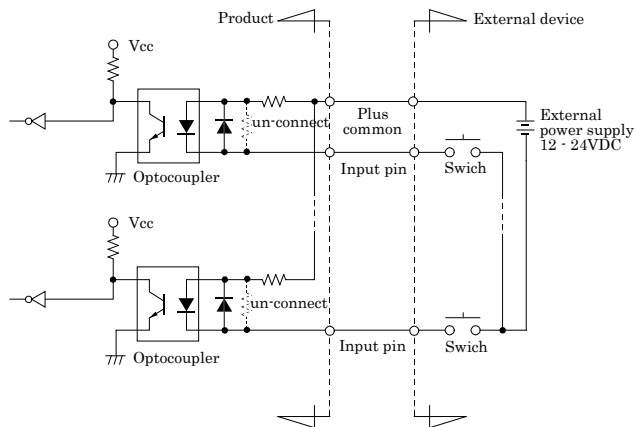 Product
External device
Vcc
un-connect
Plus
common
External
power supply
12 - 24VDC
Input pin
Swich
Optocoupler
Vcc
un-connect
Input pin
Swich
Optocoupler